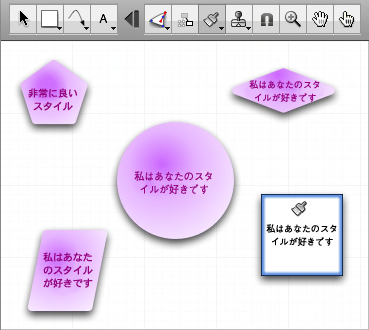 A
非常に良い
スタイル
私はあなたのスタ
イルが好きです
私はあなたのスタ
イルが好きです
私はあなたのスタ
イルが好きです
私はあなた
のスタイル
が好きです